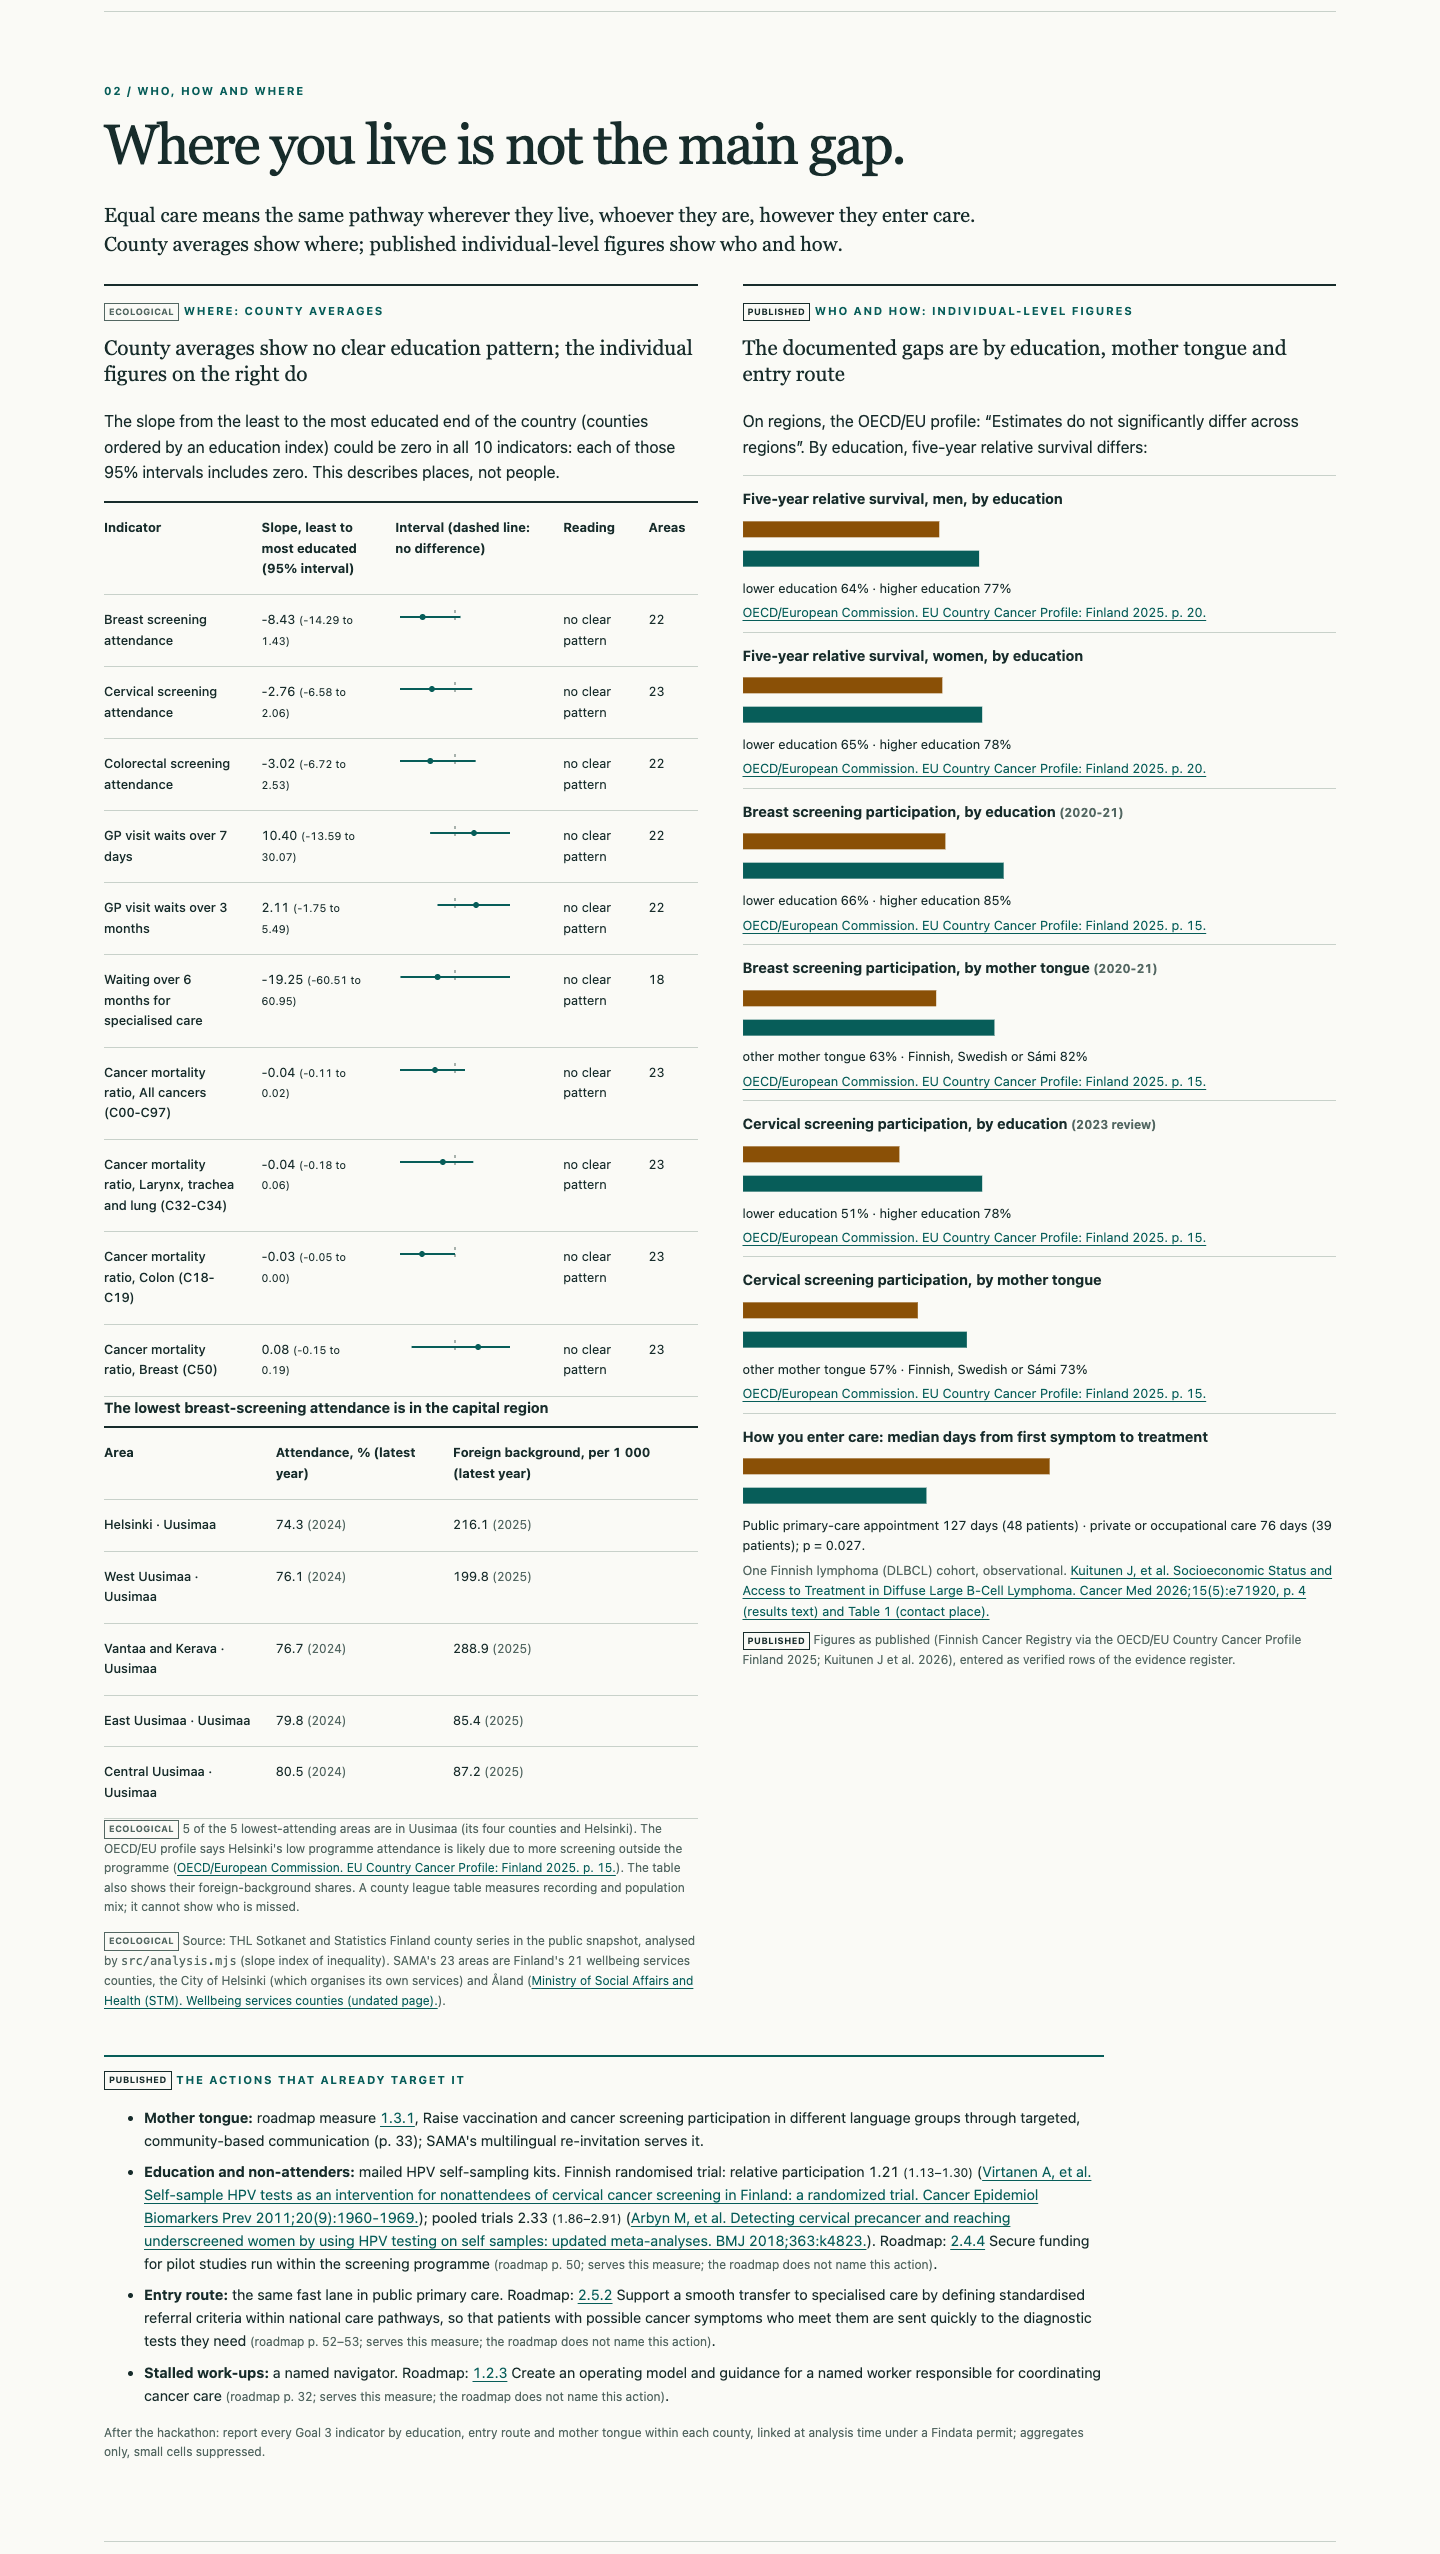 02 / WHO, HOW AND WHERE
Where you live is not the main gap.
Equal care means the same pathway wherever they live, whoever they are, however they enter care.
County averages show where; published individual-level figures show who and how.
ECOLOGICAL WHERE: COUNTY AVERAGES
County averages show no clear education pattern; the individual
figures on the right do
The slope from the least to the most educated end of the country (counties
ordered by an education index) could be zero in all 10 indicators: each of those
95% intervals includes zero. This describes places, not people.
Indicator
Slope, least to
most educated
(95% interval)
Interval (dashed line:
no difference)
Reading
Areas
Breast screening
attendance
-8.43 (-14.29 to
1.43)
no clear
pattern
22
Cervical screening
attendance
-2.76 (-6.58 to
2.06)
no clear
pattern
23
Colorectal screening
attendance
-3.02 (-6.72 to
2.53)
no clear
pattern
22
GP visit waits over 7
days
10.40 (-13.59 to
30.07)
no clear
pattern
22
GP visit waits over 3
months
2.11 (-1.75 to
5.49)
no clear
pattern
22
Waiting over 6
months for
specialised care
-19.25 (-60.51 to
60.95)
no clear
pattern
18
Cancer mortality
ratio, All cancers
(C00-C97)
-0.04 (-0.11 to
0.02)
no clear
pattern
23
Cancer mortality
ratio, Larynx, trachea
and lung (C32-C34)
-0.04 (-0.18 to
0.06)
no clear
pattern
23
Cancer mortality
ratio, Colon (C18-
C19)
-0.03 (-0.05 to
0.00)
no clear
pattern
23
Cancer mortality
ratio, Breast (C50)
0.08 (-0.15 to
0.19)
no clear
pattern
23
The lowest breast-screening attendance is in the capital region
Area
Attendance, % (latest
year)
Foreign background, per 1 000
(latest year)
Helsinki · Uusimaa
74.3 (2024)
216.1 (2025)
West Uusimaa ·
Uusimaa
76.1 (2024)
199.8 (2025)
Vantaa and Kerava ·
Uusimaa
76.7 (2024)
288.9 (2025)
East Uusimaa · Uusimaa
79.8 (2024)
85.4 (2025)
Central Uusimaa ·
Uusimaa
80.5 (2024)
87.2 (2025)
ECOLOGICAL 5 of the 5 lowest-attending areas are in Uusimaa (its four counties and Helsinki). The
OECD/EU profile says Helsinki's low programme attendance is likely due to more screening outside the
programme (OECD/European Commission. EU Country Cancer Profile: Finland 2025. p. 15.). The table
also shows their foreign-background shares. A county league table measures recording and population
mix; it cannot show who is missed.
ECOLOGICAL Source: THL Sotkanet and Statistics Finland county series in the public snapshot, analysed
by src/analysis.mjs (slope index of inequality). SAMA's 23 areas are Finland's 21 wellbeing services
counties, the City of Helsinki (which organises its own services) and Åland (Ministry of Social Affairs and
Health (STM). Wellbeing services counties (undated page).).
PUBLISHED WHO AND HOW: INDIVIDUAL-LEVEL FIGURES
The documented gaps are by education, mother tongue and
entry route
On regions, the OECD/EU profile: “Estimates do not significantly differ across
regions”. By education, five-year relative survival differs:
Five-year relative survival, men, by education
lower education 64% · higher education 77%
OECD/European Commission. EU Country Cancer Profile: Finland 2025. p. 20.
Five-year relative survival, women, by education
lower education 65% · higher education 78%
OECD/European Commission. EU Country Cancer Profile: Finland 2025. p. 20.
Breast screening participation, by education (2020-21)
lower education 66% · higher education 85%
OECD/European Commission. EU Country Cancer Profile: Finland 2025. p. 15.
Breast screening participation, by mother tongue (2020-21)
other mother tongue 63% · Finnish, Swedish or Sámi 82%
OECD/European Commission. EU Country Cancer Profile: Finland 2025. p. 15.
Cervical screening participation, by education (2023 review)
lower education 51% · higher education 78%
OECD/European Commission. EU Country Cancer Profile: Finland 2025. p. 15.
Cervical screening participation, by mother tongue
other mother tongue 57% · Finnish, Swedish or Sámi 73%
OECD/European Commission. EU Country Cancer Profile: Finland 2025. p. 15.
How you enter care: median days from first symptom to treatment
Public primary-care appointment 127 days (48 patients) · private or occupational care 76 days (39
patients); p = 0.027.
One Finnish lymphoma (DLBCL) cohort, observational. Kuitunen J, et al. Socioeconomic Status and
Access to Treatment in Diffuse Large B-Cell Lymphoma. Cancer Med 2026;15(5):e71920, p. 4
(results text) and Table 1 (contact place).
PUBLISHED Figures as published (Finnish Cancer Registry via the OECD/EU Country Cancer Profile
Finland 2025; Kuitunen J et al. 2026), entered as verified rows of the evidence register.
PUBLISHED THE ACTIONS THAT ALREADY TARGET IT
• Mother tongue: roadmap measure 1.3.1, Raise vaccination and cancer screening participation in different language groups through targeted,
community-based communication (p. 33); SAMA's multilingual re-invitation serves it.
• Education and non-attenders: mailed HPV self-sampling kits. Finnish randomised trial: relative participation 1.21 (1.13–1.30) (Virtanen A, et al.
Self-sample HPV tests as an intervention for nonattendees of cervical cancer screening in Finland: a randomized trial. Cancer Epidemiol
Biomarkers Prev 2011;20(9):1960-1969.); pooled trials 2.33 (1.86–2.91) (Arbyn M, et al. Detecting cervical precancer and reaching
underscreened women by using HPV testing on self samples: updated meta-analyses. BMJ 2018;363:k4823.). Roadmap: 2.4.4 Secure funding
for pilot studies run within the screening programme (roadmap p. 50; serves this measure; the roadmap does not name this action).
• Entry route: the same fast lane in public primary care. Roadmap: 2.5.2 Support a smooth transfer to specialised care by defining standardised
referral criteria within national care pathways, so that patients with possible cancer symptoms who meet them are sent quickly to the diagnostic
tests they need (roadmap p. 52–53; serves this measure; the roadmap does not name this action).
• Stalled work-ups: a named navigator. Roadmap: 1.2.3 Create an operating model and guidance for a named worker responsible for coordinating
cancer care (roadmap p. 32; serves this measure; the roadmap does not name this action).
After the hackathon: report every Goal 3 indicator by education, entry route and mother tongue within each county, linked at analysis time under a Findata permit; aggregates
only, small cells suppressed.